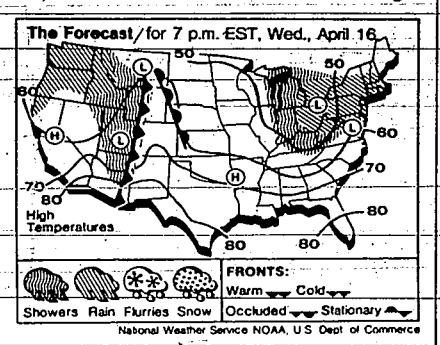 The Forecast/for 7 p.m. EST, Wed., April 16
50
50
L
L
60
H
L
L
60
70
70
H
80
80
High
Temperatures
80
80
80
FRONTS:
Warm Cold
Showers Rain Flurries Snow
Occluded Stationary
National Weather Service NOAA, U S Dept of Commerce